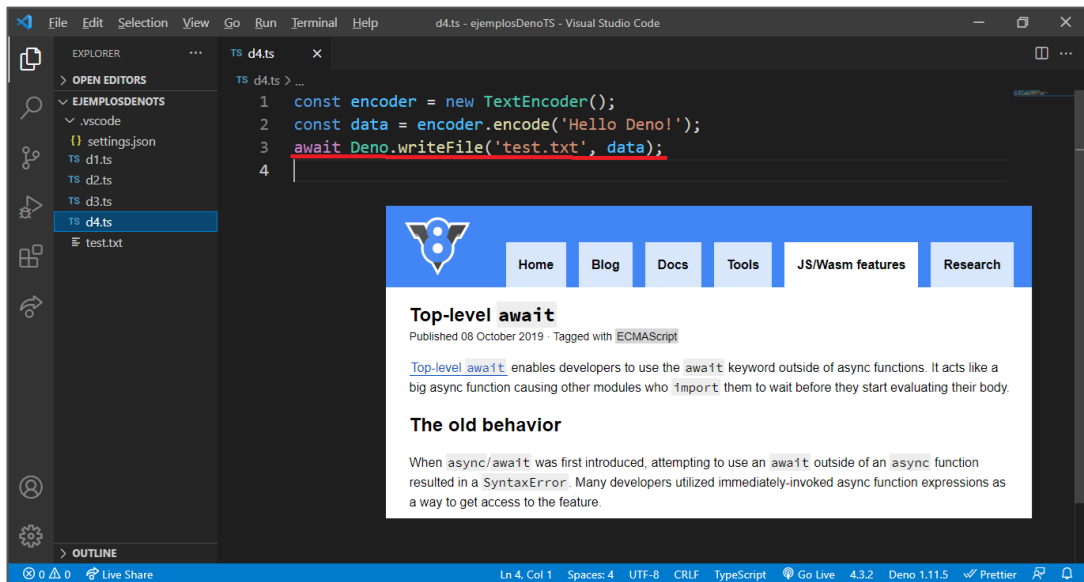 File Edit Selection View Go Run Terminal Help d4.ts - ejemplosDenoTS - Visual Studio Code
EXPLORER ...
OPEN EDITORS
EJEMPLOSDENOTS
.vscode
{} settings.json
TS d1.ts
TS d2.ts
TS d3.ts
TS d4.ts
test.txt
OUTLINE
TS d4.ts ...
TS d4.ts > ...
1 const encoder = new TextEncoder();
2 const data = encoder.encode('Hello Deno!');
3 await Deno.writeFile('test.txt', data);
4
Home Blog Docs Tools JS/Wasm features Research
Top-level await
Published 08 October 2019 · Tagged with ECMAScript
Top-level await enables developers to use the await keyword outside of async functions. It acts like a
big async function causing other modules who import them to wait before they start evaluating their body.
The old behavior
When async/await was first introduced, attempting to use an await outside of an async function
resulted in a SyntaxError. Many developers utilized immediately-invoked async function expressions as
a way to get access to the feature.
0 0 Live Share Ln 4, Col 1 Spaces: 4 UTF-8 CRLF TypeScript Go Live 4.3.2 Deno 1.11.5 Prettier